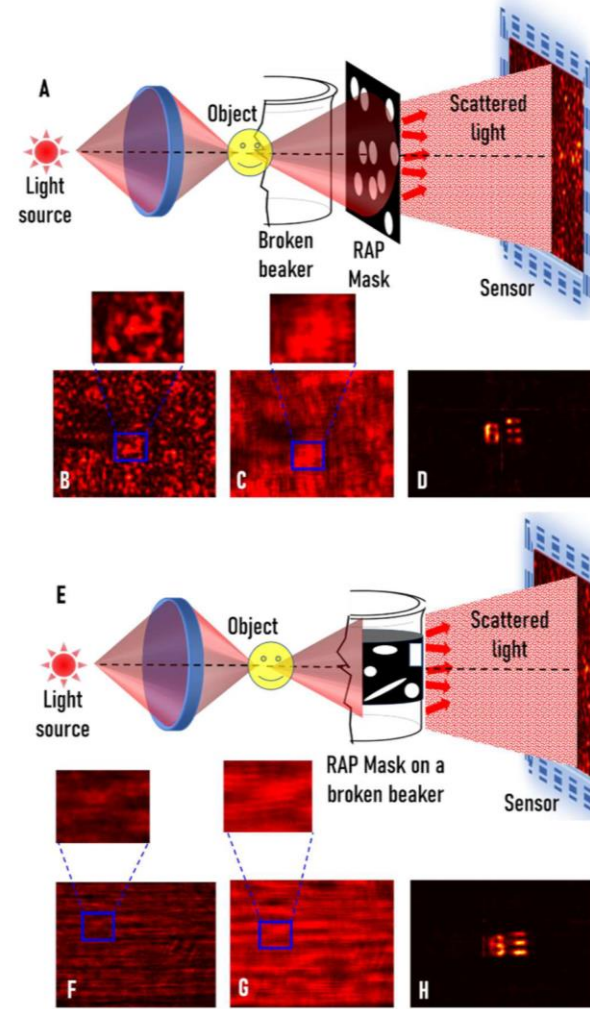 A
Object
Scattered
light
Light
source
Broken
beaker
RAP
Mask
Sensor
B
C
D
E
Object
Scattered
light
Light
source
RAP Mask on a
broken beaker
Sensor
F
G
H